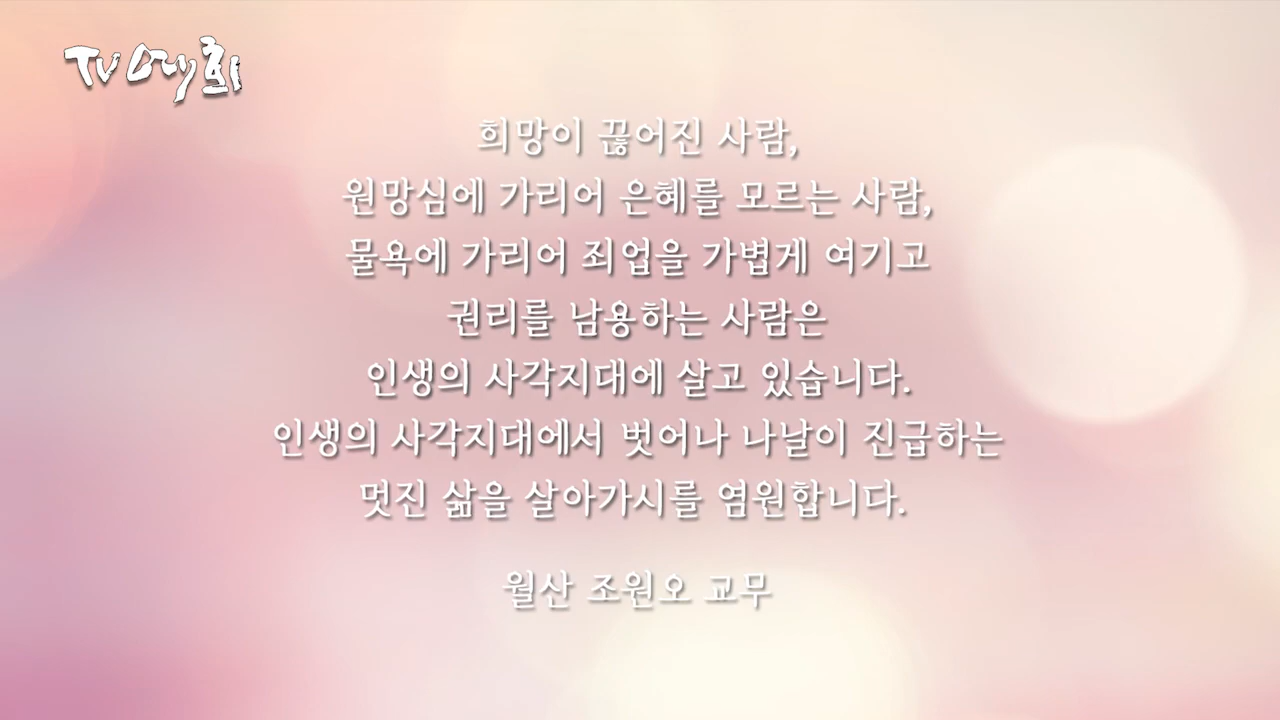 TV예회
희망이 끊어진 사람,
원망심에 가리어 은혜를 모르는 사람,
물욕에 가리어 죄업을 가볍게 여기고
권리를 남용하는 사람은
인생의 사각지대에 살고 있습니다.
인생의 사각지대에서 벗어나 나날이 진급하는
멋진 삶을 살아가시를 염원합니다.
월산 조원오 교무